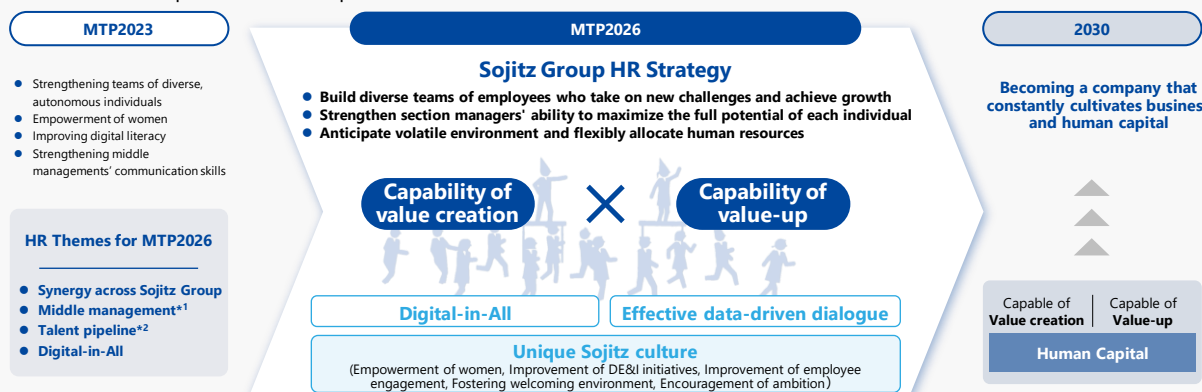 MTP2023
Strengthening teams of diverse,
autonomous individuals
Empowerment of women
Improving digital literacy
Strengthening middle
managements' communication skills
HR Themes for MTP2026
Synergy across Sojitz Group
Middle management*1
Talent pipeline*2
Digital-in-All
MTP2026
Sojitz Group HR Strategy
Build diverse teams of employees who take on new challenges and achieve growth
Strengthen section managers' ability to maximize the full potential of each individual
Anticipate volatile environment and flexibly allocate human resources
Capability of
value creation
×
Capability of
value-up
Digital-in-All
Effective data-driven dialogue
Unique Sojitz culture
(Empowerment of women, Improvement of DE&I initiatives, Improvement of employee
engagement, Fostering welcoming environment, Encouragement of ambition)
2030
Becoming a company that
constantly cultivates
and human capital
Capable of
Value creation
Capable of
Value-up
Human Capital